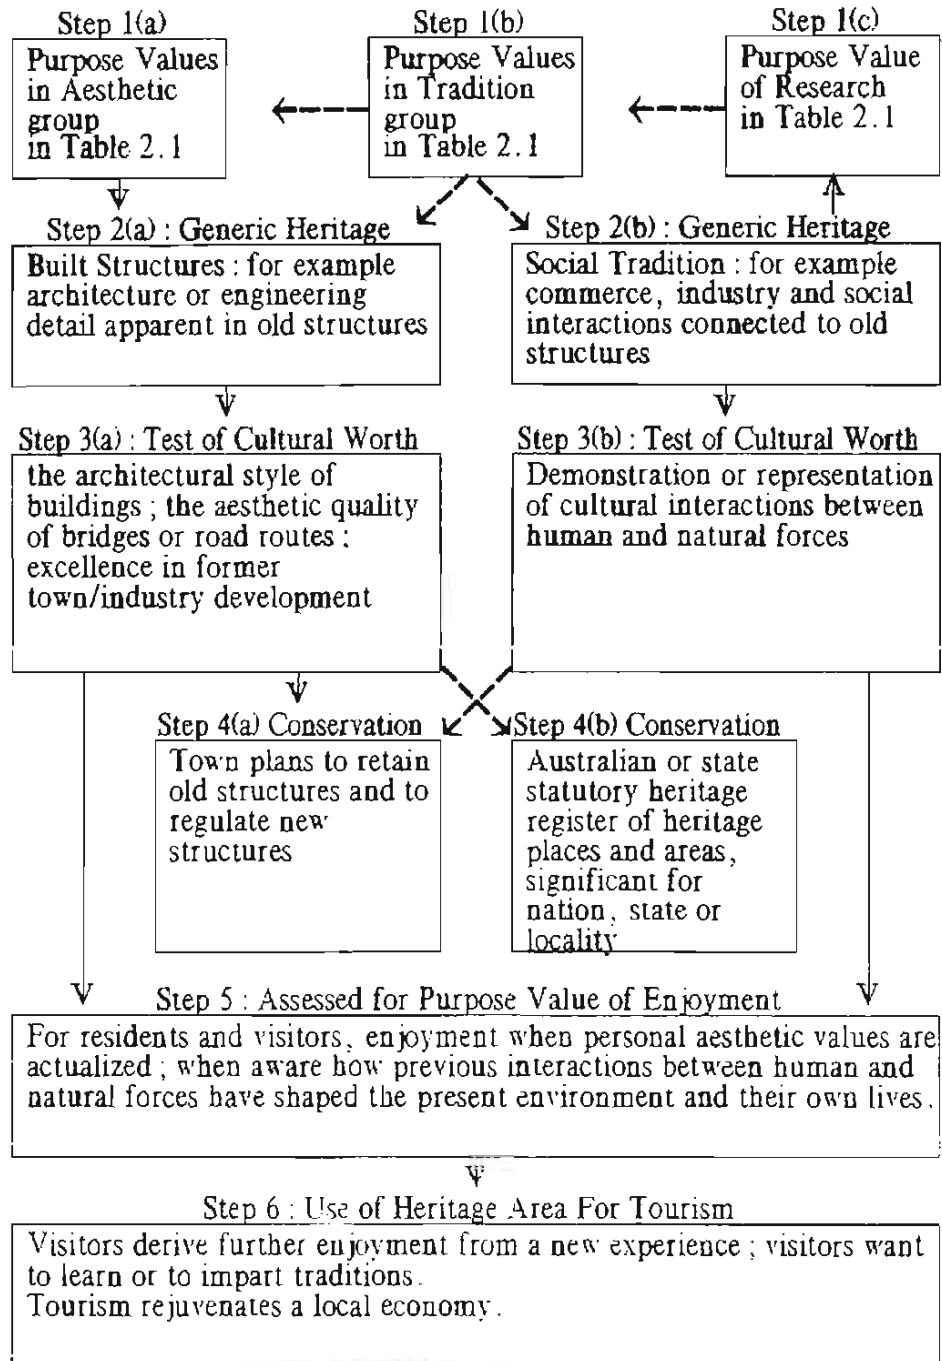 Step 1(a)
Purpose Values
in Aesthetic
group
in Table 2.1
Step 1(b)
Purpose Values
in Tradition
group
in Table 2.1
Step 1(c)
Purpose Value
of Research
in Table 2.1
Step 2(a) : Generic Heritage
Built Structures : for example
architecture or engineering
detail apparent in old structures
Step 2(b) : Generic Heritage
Social Tradition : for example
commerce, industry and social
interactions connected to old
structures
Step 3(a) : Test of Cultural Worth
the architectural style of
buildings ; the aesthetic quality
of bridges or road routes ;
excellence in former
town/industry development
Step 3(b) : Test of Cultural Worth
Demonstration or representation
of cultural interactions between
human and natural forces
Step 4(a) Conservation
Town plans to retain
old structures and to
regulate new
structures
Step 4(b) Conservation
Australian or state
statutory heritage
register of heritage
places and areas,
significant for
nation, state or
locality
Step 5 : Assessed for Purpose Value of Enjoyment
For residents and visitors, enjoyment when personal aesthetic values are
actualized ; when aware how previous interactions between human and
natural forces have shaped the present environment and their own lives.
Step 6 : Use of Heritage Area For Tourism
Visitors derive further enjoyment from a new experience ; visitors want
to learn or to impart traditions.
Tourism rejuvenates a local economy.